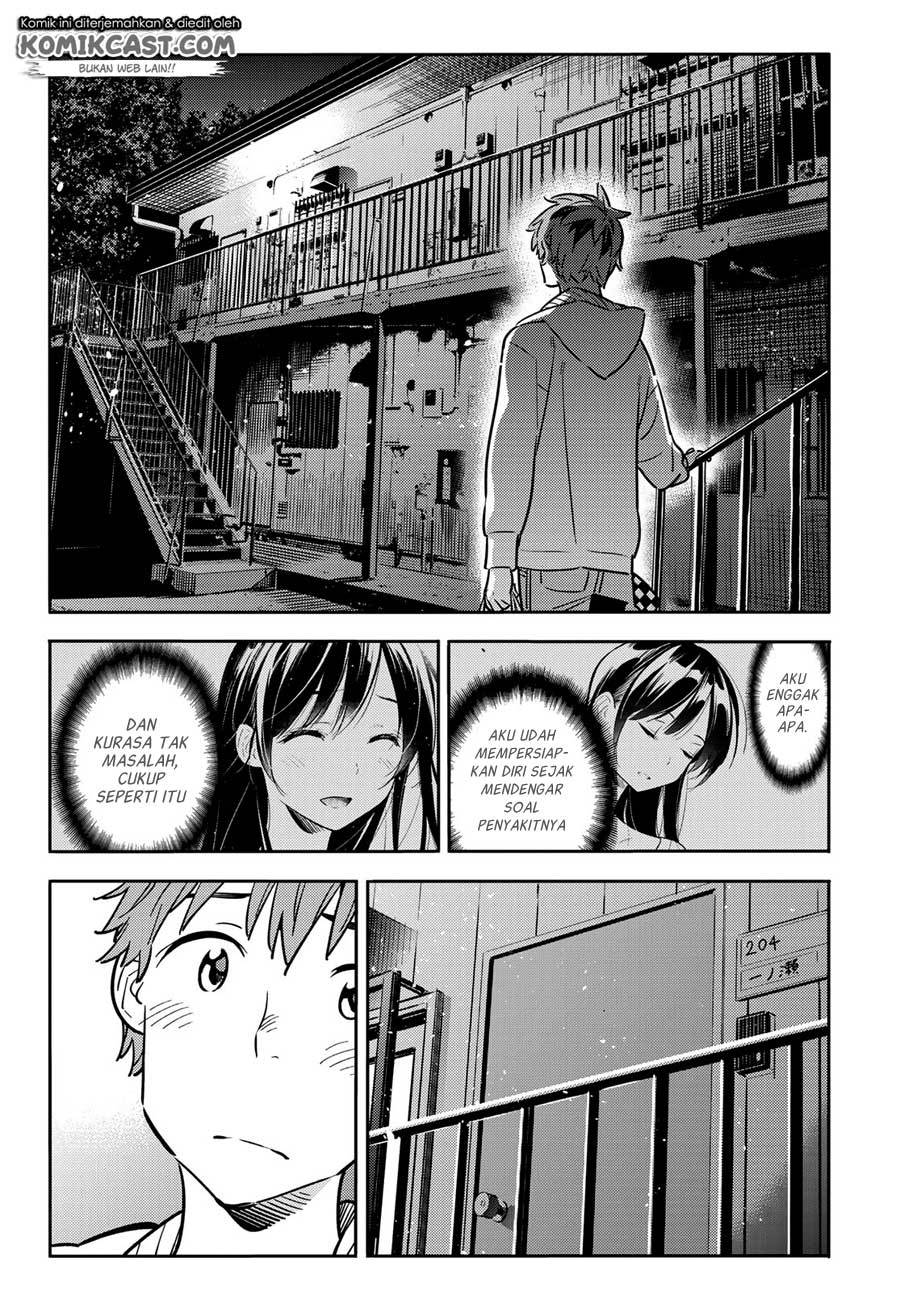 Komik ini diterjemahkan & diedit oleh
KOMIKCAST.COM
BUKAN WEB LAIN!!
AKU
ENGGAK
APA-
APA.
AKU UDAH
MEMPERSIAP-
KAN DIRI SEJAK
MENDENGAR
SOAL
PENYAKITNYA
DAN
KURASA TAK
MASALAH,
CUKUP
SEPERTI ITU
204
一ノ瀬